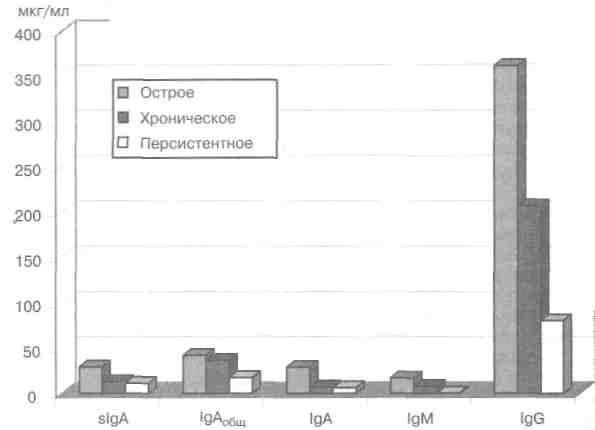 мкг/мл
400
350
300
250
200
150
100
50
0
Острое
Хроническое
Персистентное
sIgA
IgAобщ
IgA
IgM
IgG